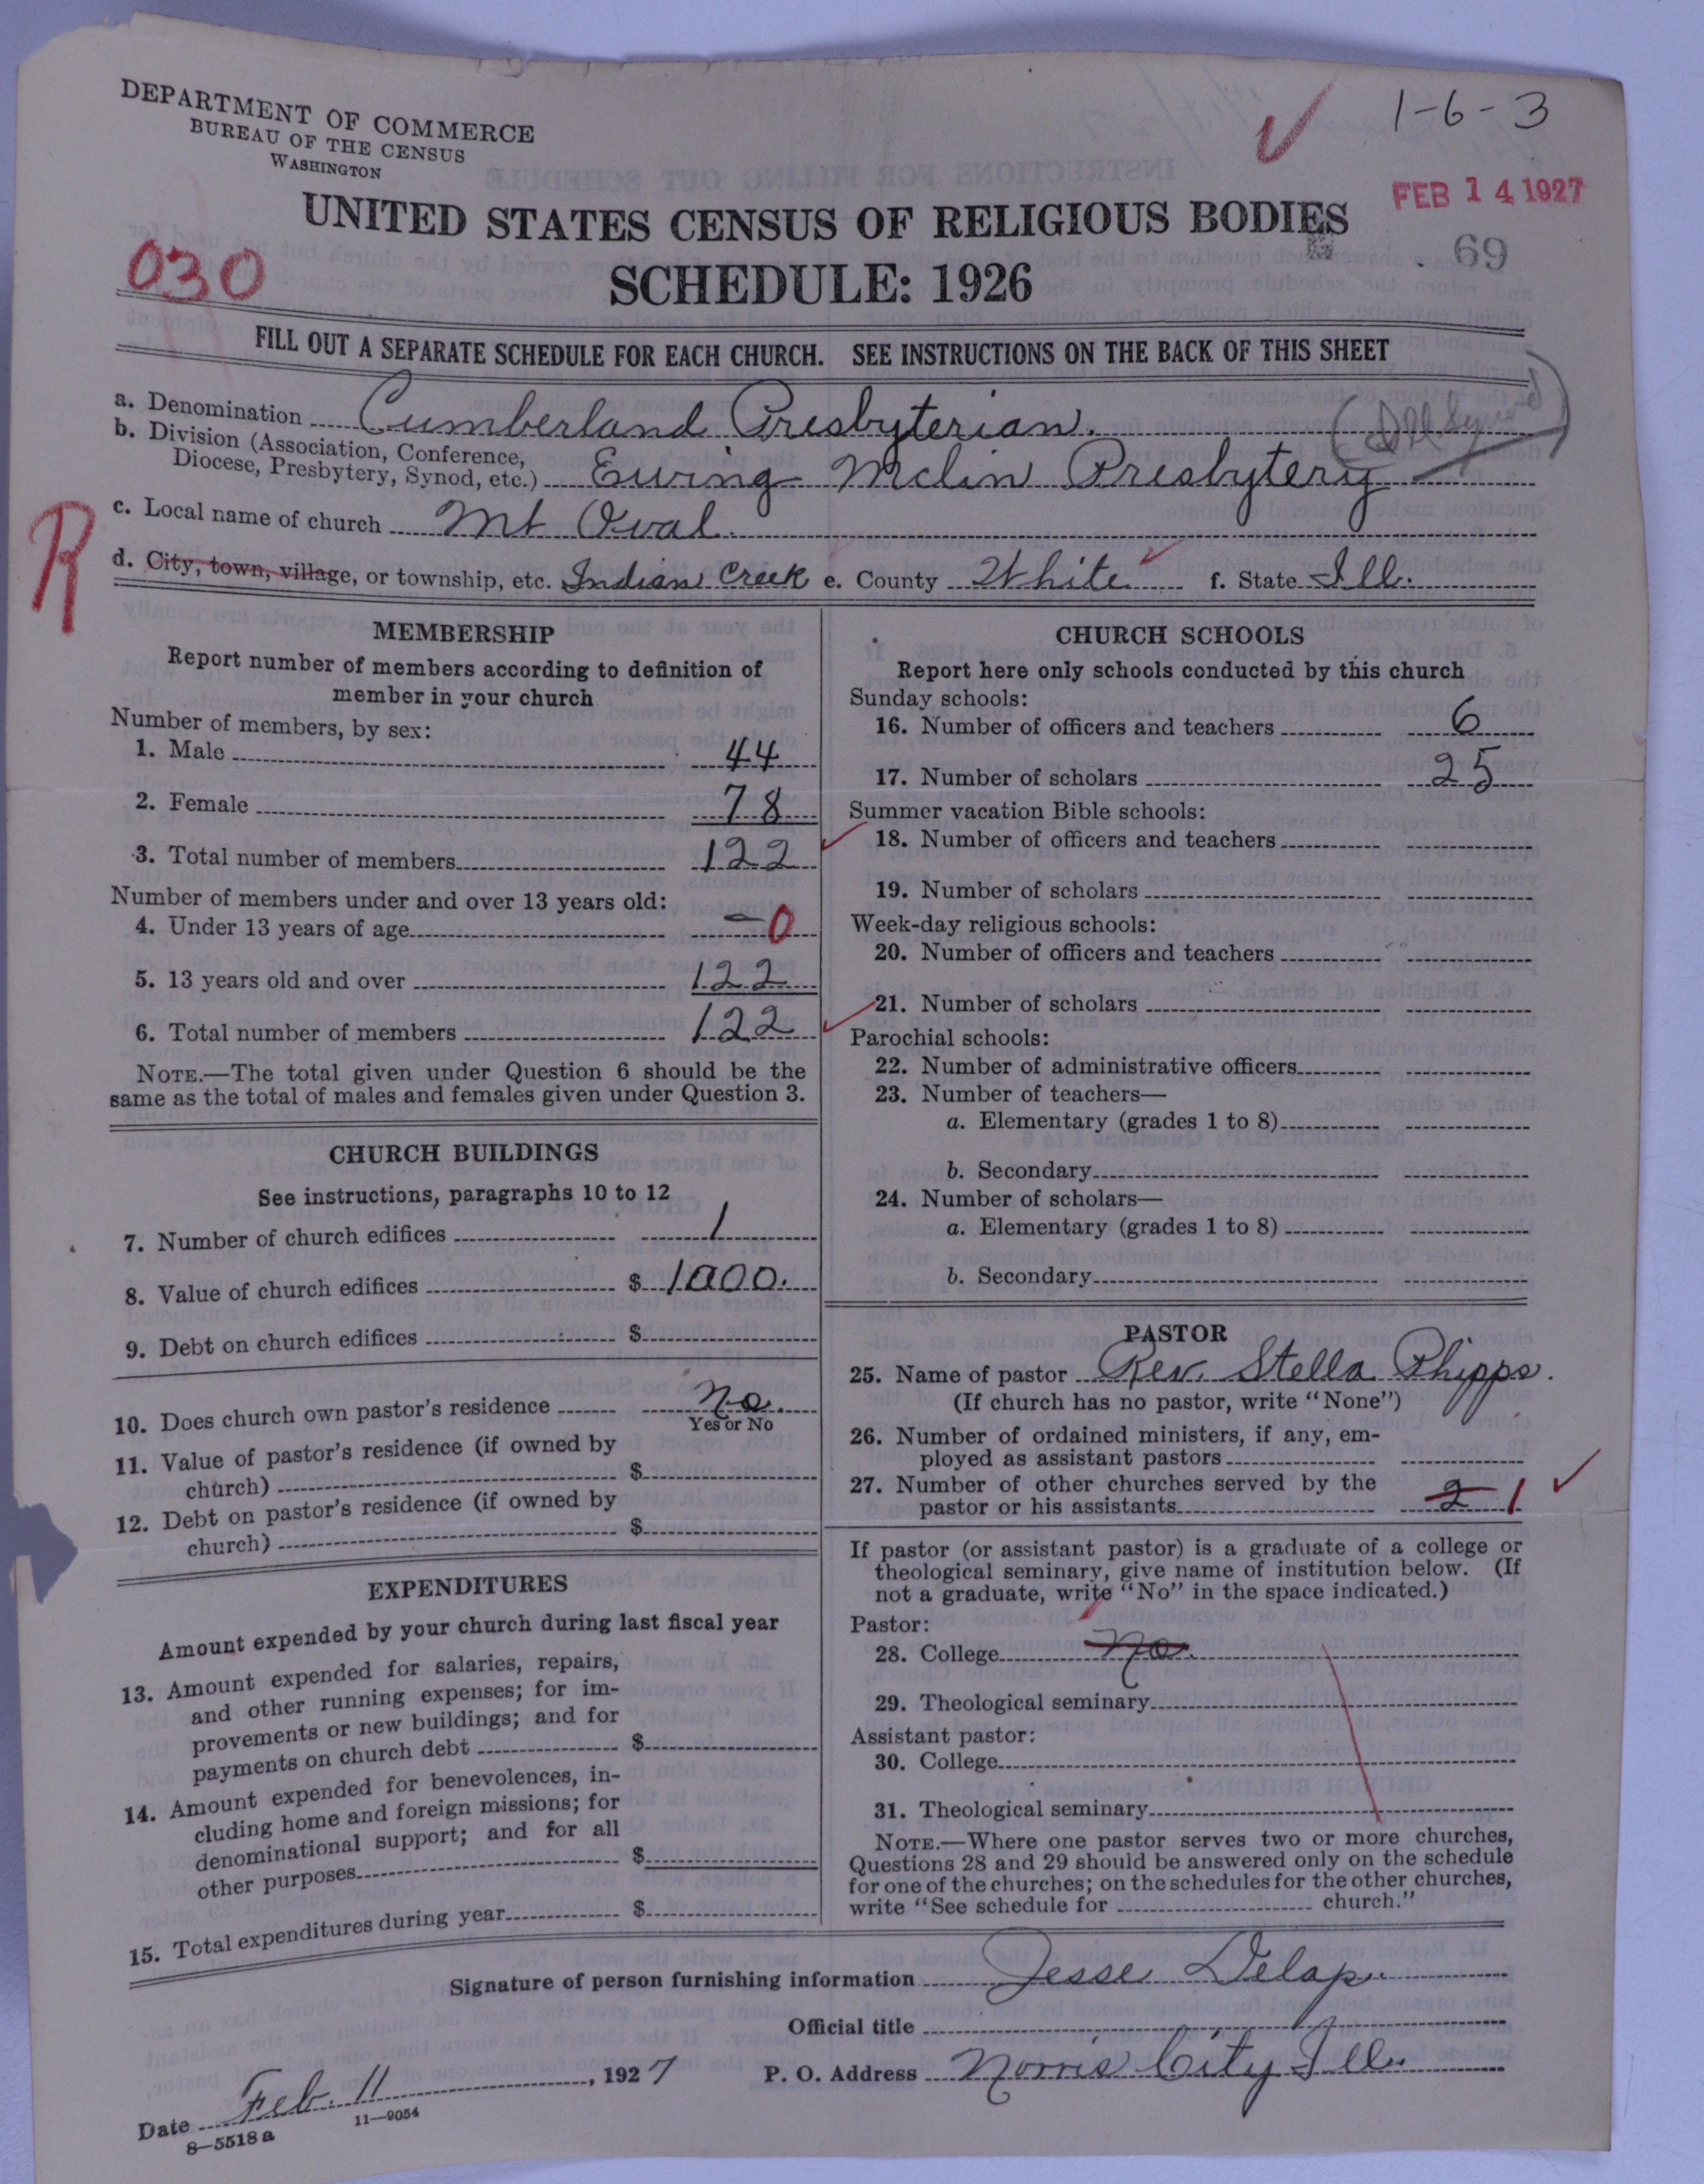 DEPARTMENT OF COMMERCE
BUREAU OF THE CENSUS
WASHINGTON
1-6-3
FEB 14 1927
UNITED STATES CENSUS OF RELIGIOUS BODIES
69
030
SCHEDULE: 1926
FILL OUT A SEPARATE SCHEDULE FOR EACH CHURCH. SEE INSTRUCTIONS ON THE BACK OF THIS SHEET
a. Denomination Cumberland Presbyterian. (Ill Synod)
b. Division (Association, Conference,
Diocese, Presbytery, Synod, etc.) Ewing Mclin Presbytery
R
c. Local name of church Mt Oval.
d. City, town, village, or township, etc. Indian Creek e. County White f. State Ill.
MEMBERSHIP
Report number of members according to definition of
member in your church
Number of members, by sex:
1. Male 44
2. Female 78
3. Total number of members 122
Number of members under and over 13 years old:
4. Under 13 years of age — 0
5. 13 years old and over 122
6. Total number of members 122
NOTE.—The total given under Question 6 should be the
same as the total of males and females given under Question 3.
CHURCH BUILDINGS
See instructions, paragraphs 10 to 12
7. Number of church edifices 1
8. Value of church edifices $ 1000.
9. Debt on church edifices $
10. Does church own pastor's residence No.
Yes or No
11. Value of pastor's residence (if owned by
church) $
12. Debt on pastor's residence (if owned by
church) $
EXPENDITURES
Amount expended by your church during last fiscal year
13. Amount expended for salaries, repairs,
and other running expenses; for im-
provements or new buildings; and for
payments on church debt $
14. Amount expended for benevolences, in-
cluding home and foreign missions; for
denominational support; and for all
other purposes $
15. Total expenditures during year $
CHURCH SCHOOLS
Report here only schools conducted by this church
Sunday schools:
16. Number of officers and teachers 6
17. Number of scholars 25
Summer vacation Bible schools:
18. Number of officers and teachers
19. Number of scholars
Week-day religious schools:
20. Number of officers and teachers
21. Number of scholars
Parochial schools:
22. Number of administrative officers
23. Number of teachers—
a. Elementary (grades 1 to 8)
b. Secondary
24. Number of scholars—
a. Elementary (grades 1 to 8)
b. Secondary
PASTOR
25. Name of pastor Rev. Stella Phipps.
(If church has no pastor, write "None")
26. Number of ordained ministers, if any, em-
ployed as assistant pastors
27. Number of other churches served by the
pastor or his assistants 2 1
If pastor (or assistant pastor) is a graduate of a college or
theological seminary, give name of institution below. (If
not a graduate, write "No" in the space indicated.)
Pastor:
28. College No.
29. Theological seminary
Assistant pastor:
30. College
31. Theological seminary
NOTE.—Where one pastor serves two or more churches,
Questions 28 and 29 should be answered only on the schedule
for one of the churches; on the schedules for the other churches,
write "See schedule for church."
Signature of person furnishing information Jesse Delap.
Official title
Date Feb. 11, 1927 P. O. Address Norris City Ill.
8—5518 a 11—9054